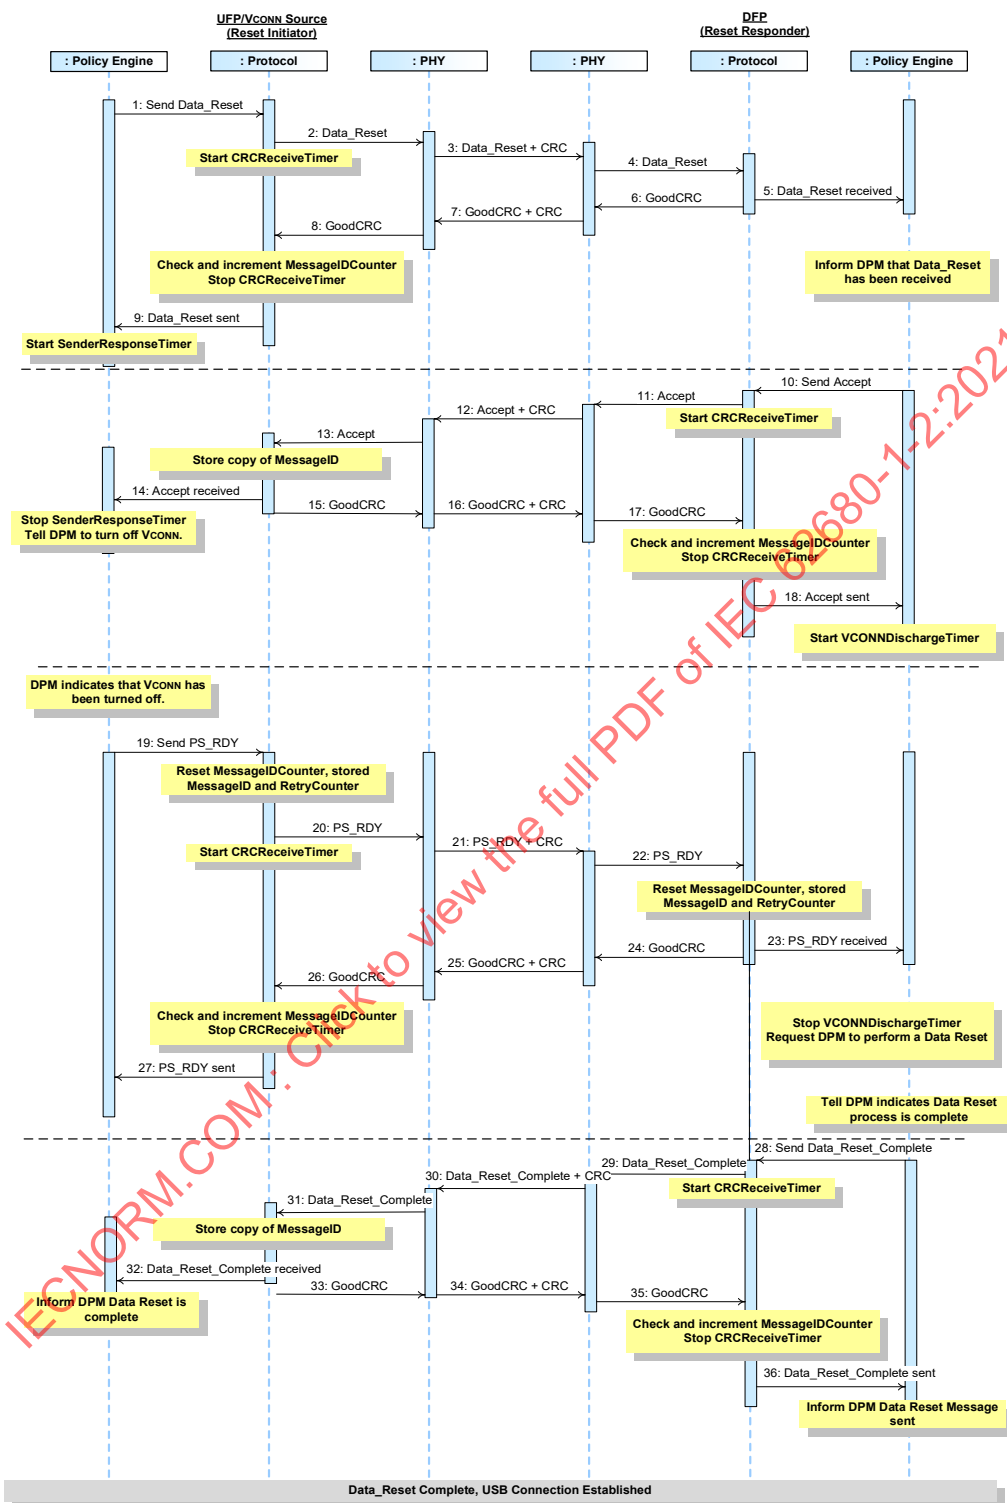 UFP/VCONN Source
(Reset Initiator)
DFP
(Reset Responder)
: Policy Engine
: Protocol
: PHY
: PHY
: Protocol
: Policy Engine
1: Send Data_Reset
2: Data_Reset
Start CRCReceiveTimer
3: Data_Reset + CRC
4: Data_Reset
5: Data_Reset received
6: GoodCRC
7: GoodCRC + CRC
8: GoodCRC
Check and increment MessageIDCounter
Stop CRCReceiveTimer
Inform DPM that Data_Reset
has been received
9: Data_Reset sent
Start SenderResponseTimer
10: Send Accept
11: Accept
Start CRCReceiveTimer
12: Accept + CRC
13: Accept
Store copy of MessageID
14: Accept received
15: GoodCRC
16: GoodCRC + CRC
17: GoodCRC
Stop SenderResponseTimer
Tell DPM to turn off VCONN.
Check and increment MessageIDCounter
Stop CRCReceiveTimer
18: Accept sent
Start VCONNDischargeTimer
DPM indicates that VCONN has
been turned off.
19: Send PS_RDY
Reset MessageIDCounter, stored
MessageID and RetryCounter
20: PS_RDY
Start CRCReceiveTimer
21: PS_RDY + CRC
22: PS_RDY
Reset MessageIDCounter, stored
MessageID and RetryCounter
23: PS_RDY received
24: GoodCRC
25: GoodCRC + CRC
26: GoodCRC
Check and increment MessageIDCounter
Stop CRCReceiveTimer
Stop VCONNDischargeTimer
Request DPM to perform a Data Reset
27: PS_RDY sent
Tell DPM indicates Data Reset
process is complete
28: Send Data_Reset_Complete
29: Data_Reset_Complete
Start CRCReceiveTimer
30: Data_Reset_Complete + CRC
31: Data_Reset_Complete
Store copy of MessageID
32: Data_Reset_Complete received
33: GoodCRC
34: GoodCRC + CRC
35: GoodCRC
Inform DPM Data Reset is
complete
Check and increment MessageIDCounter
Stop CRCReceiveTimer
36: Data_Reset_Complete sent
Inform DPM Data Reset Message
sent
Data_Reset Complete, USB Connection Established
IECNORM.COM : Click to view the full PDF of IEC 62680-1-2:2021